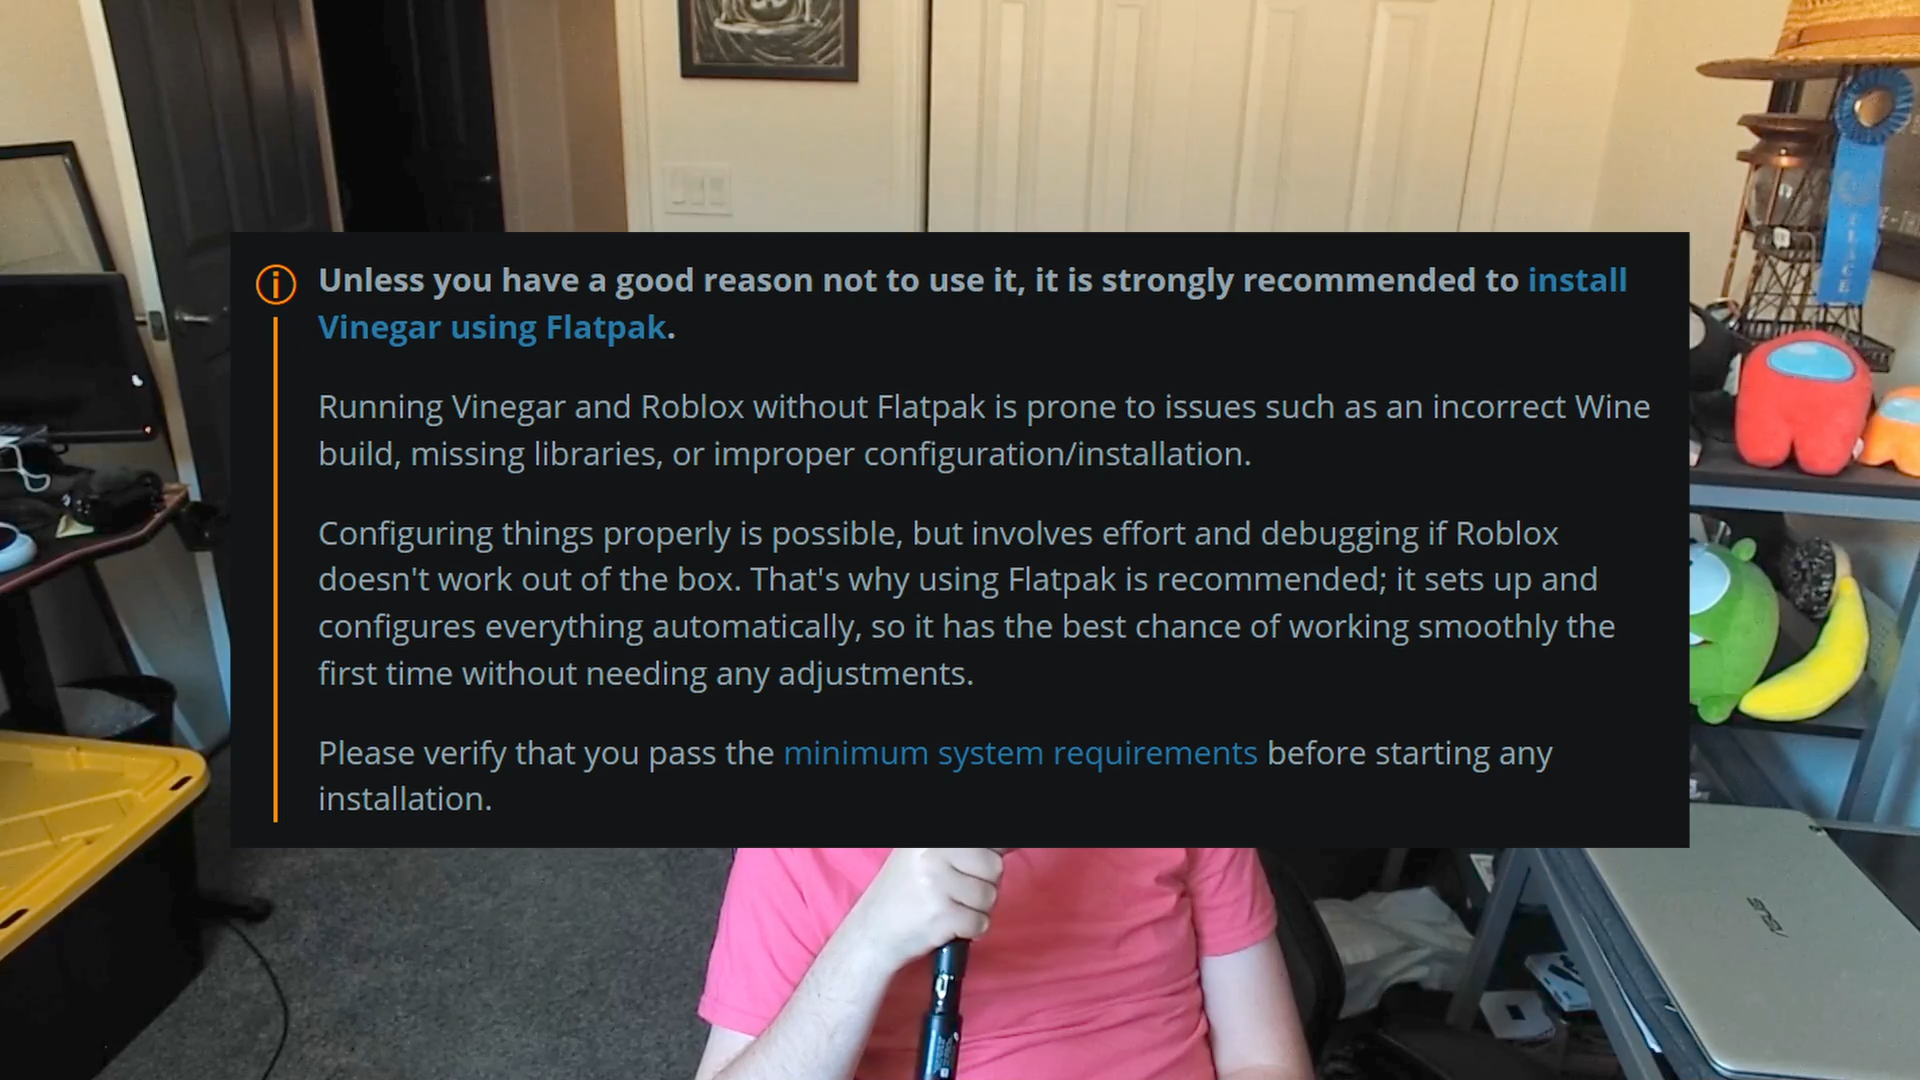 Unless you have a good reason not to use it, it is strongly recommended to install
Vinegar using Flatpak.
Running Vinegar and Roblox without Flatpak is prone to issues such as an incorrect Wine
build, missing libraries, or improper configuration/installation.
Configuring things properly is possible, but involves effort and debugging if Roblox
doesn't work out of the box. That's why using Flatpak is recommended; it sets up and
configures everything automatically, so it has the best chance of working smoothly the
first time without needing any adjustments.
Please verify that you pass the minimum system requirements before starting any
installation.
ASUS